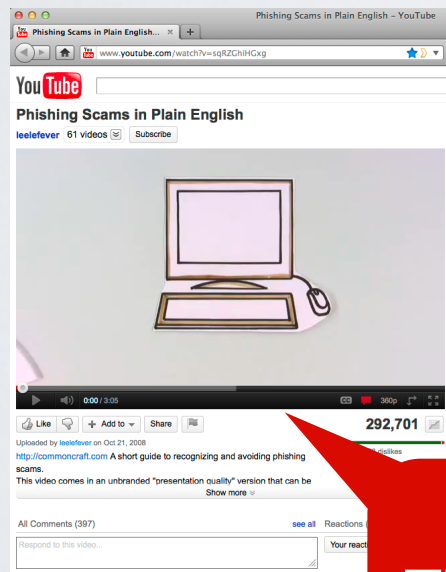 Phishing Scams in Plain English – YouTube
Phishing Scams in Plain English...
www.youtube.com/watch?v=sqRZGhiHGxg
You Tube
Phishing Scams in Plain English
leelefever 61 videos Subscribe
0:00 / 3:05 CC 360p
Like + Add to Share 292,701
Uploaded by leelefever on Oct 21, 2008
dislikes
http://commoncraft.com A short guide to recognizing and avoiding phishing
scams.
This video comes in an unbranded "presentation quality" version that can be
Show more
All Comments (397) see all Reactions (
Respond to this video... Your reacti